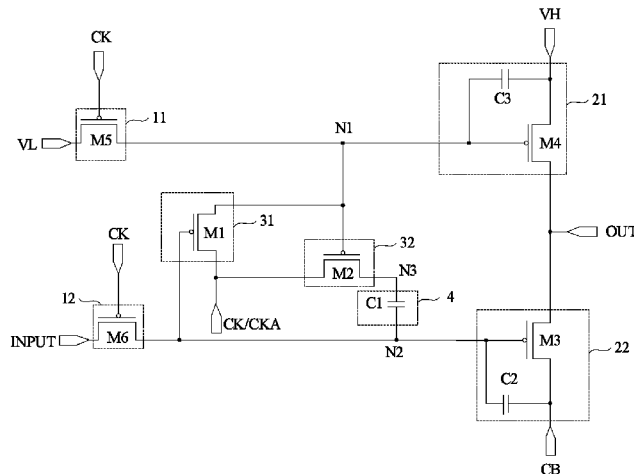 VH
CK
C3
21
11
N1
M4
VL
M5
M1
31
OUT
CK
32
M2
N3
12
C1
4
M3
CK/CKA
INPUT
M6
N2
22
C2
CB